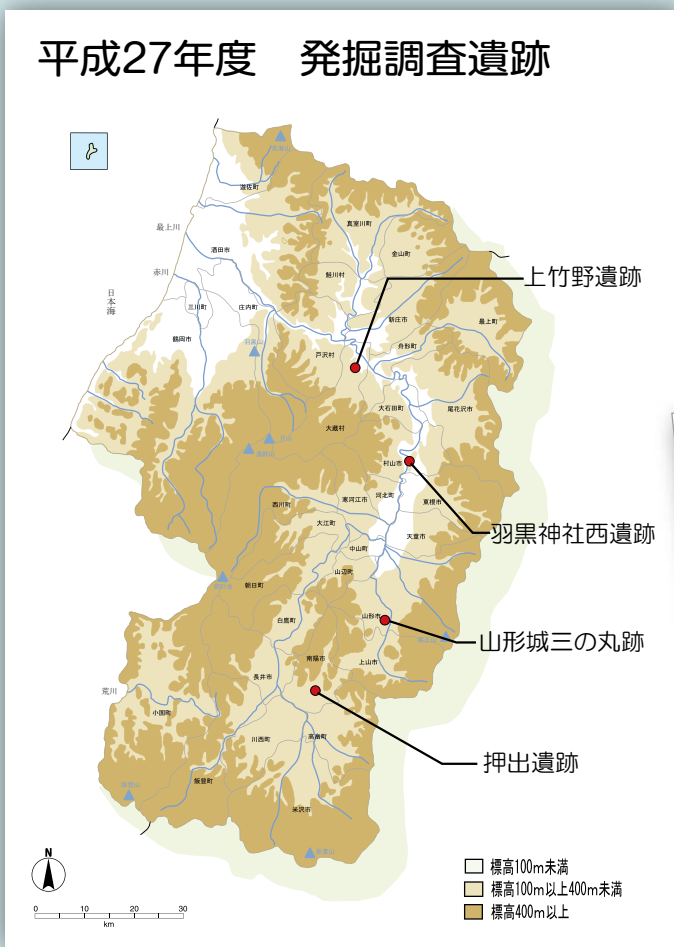 平成27年度　発掘調査遺跡
遊佐町
真室川町
最上川
酒田市
金山町
鮭川村
赤川
上竹野遺跡
日本海
三川町
庄内町
新庄市
最上町
鶴岡市
羽黒山
舟形町
戸沢村
大石田町
尾花沢市
大蔵村
月山
湯殿山
村山市
河北町
寒河江市
東根市
西川町
大江町
羽黒神社西遺跡
天童市
中山町
山辺町
朝日町
山形市
白鷹町
山形城三の丸跡
南陽市
上山市
長井市
荒川
小国町
川西町
高畠町
押出遺跡
飯豊町
米沢市
N
0 10 20 30
km
標高100m未満
標高100m以上400m未満
標高400m以上